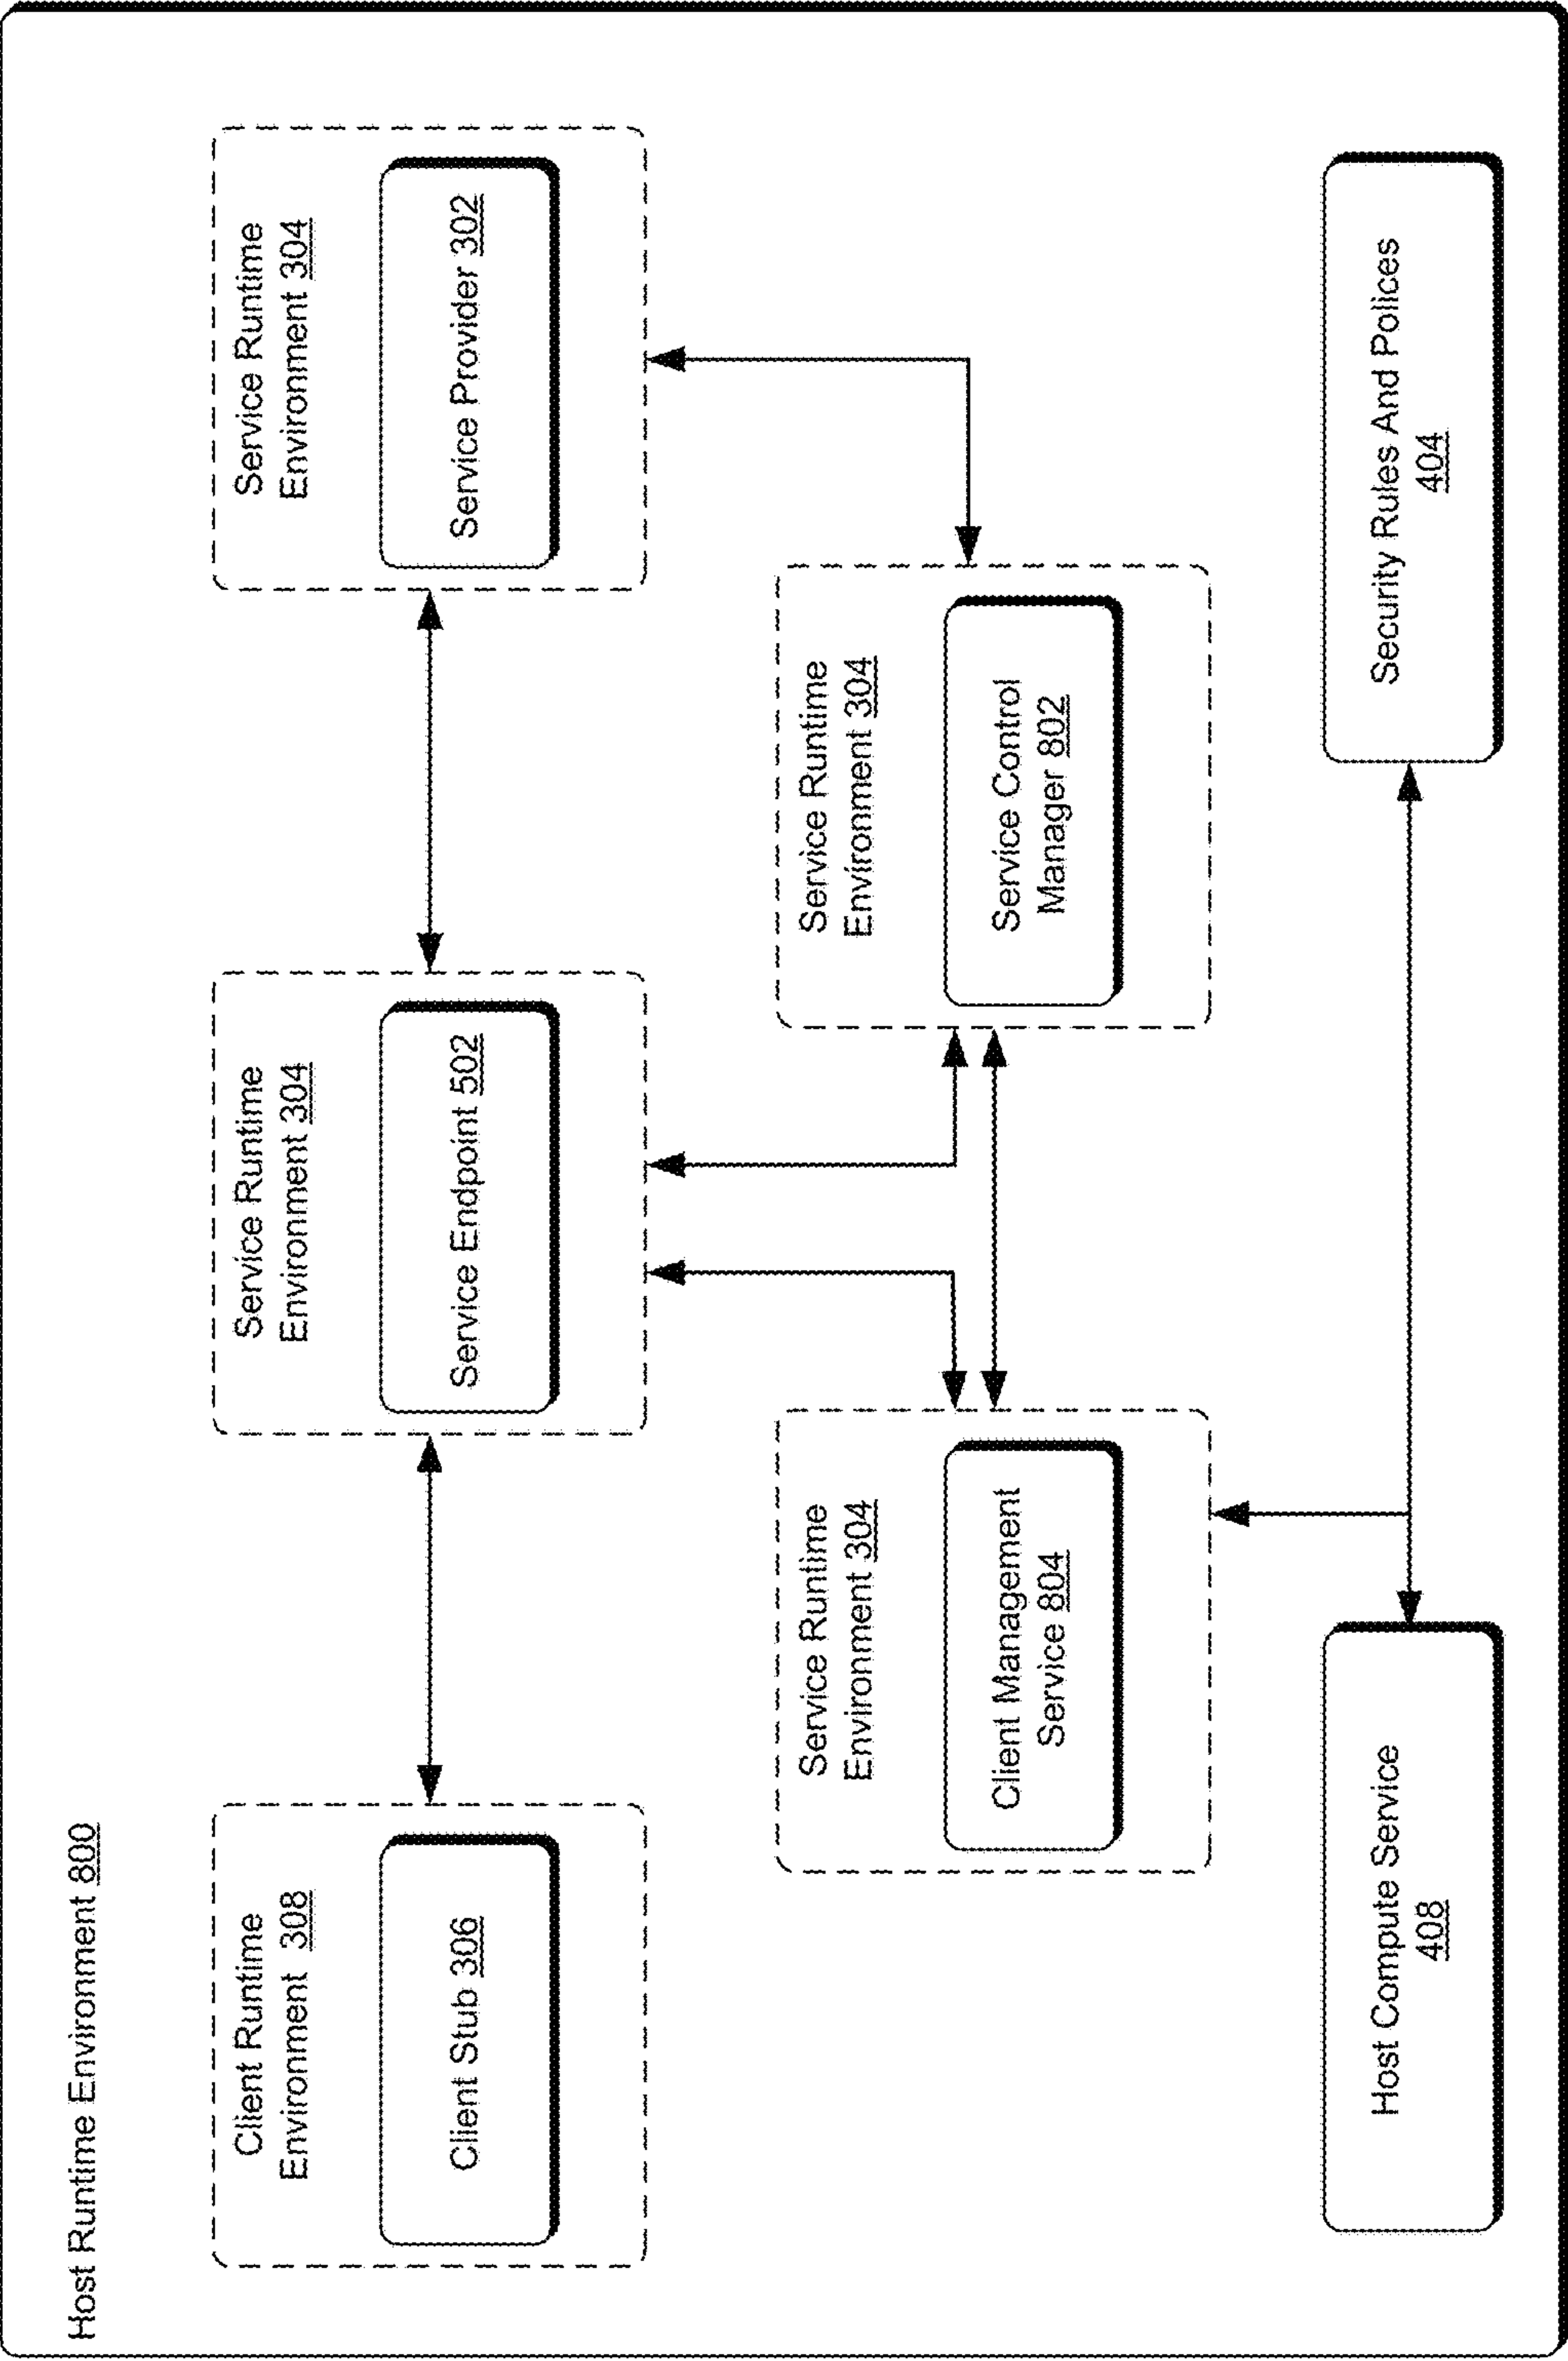 Host Runtime Environment 800
Client Runtime
Environment 308
Client Stub 306
Service Runtime
Environment 304
Service Endpoint 502
Service Runtime
Environment 304
Service Provider 302
Service Runtime
Environment 304
Client Management
Service 804
Service Runtime
Environment 304
Service Control
Manager 802
Host Compute Service
408
Security Rules And Polices
404